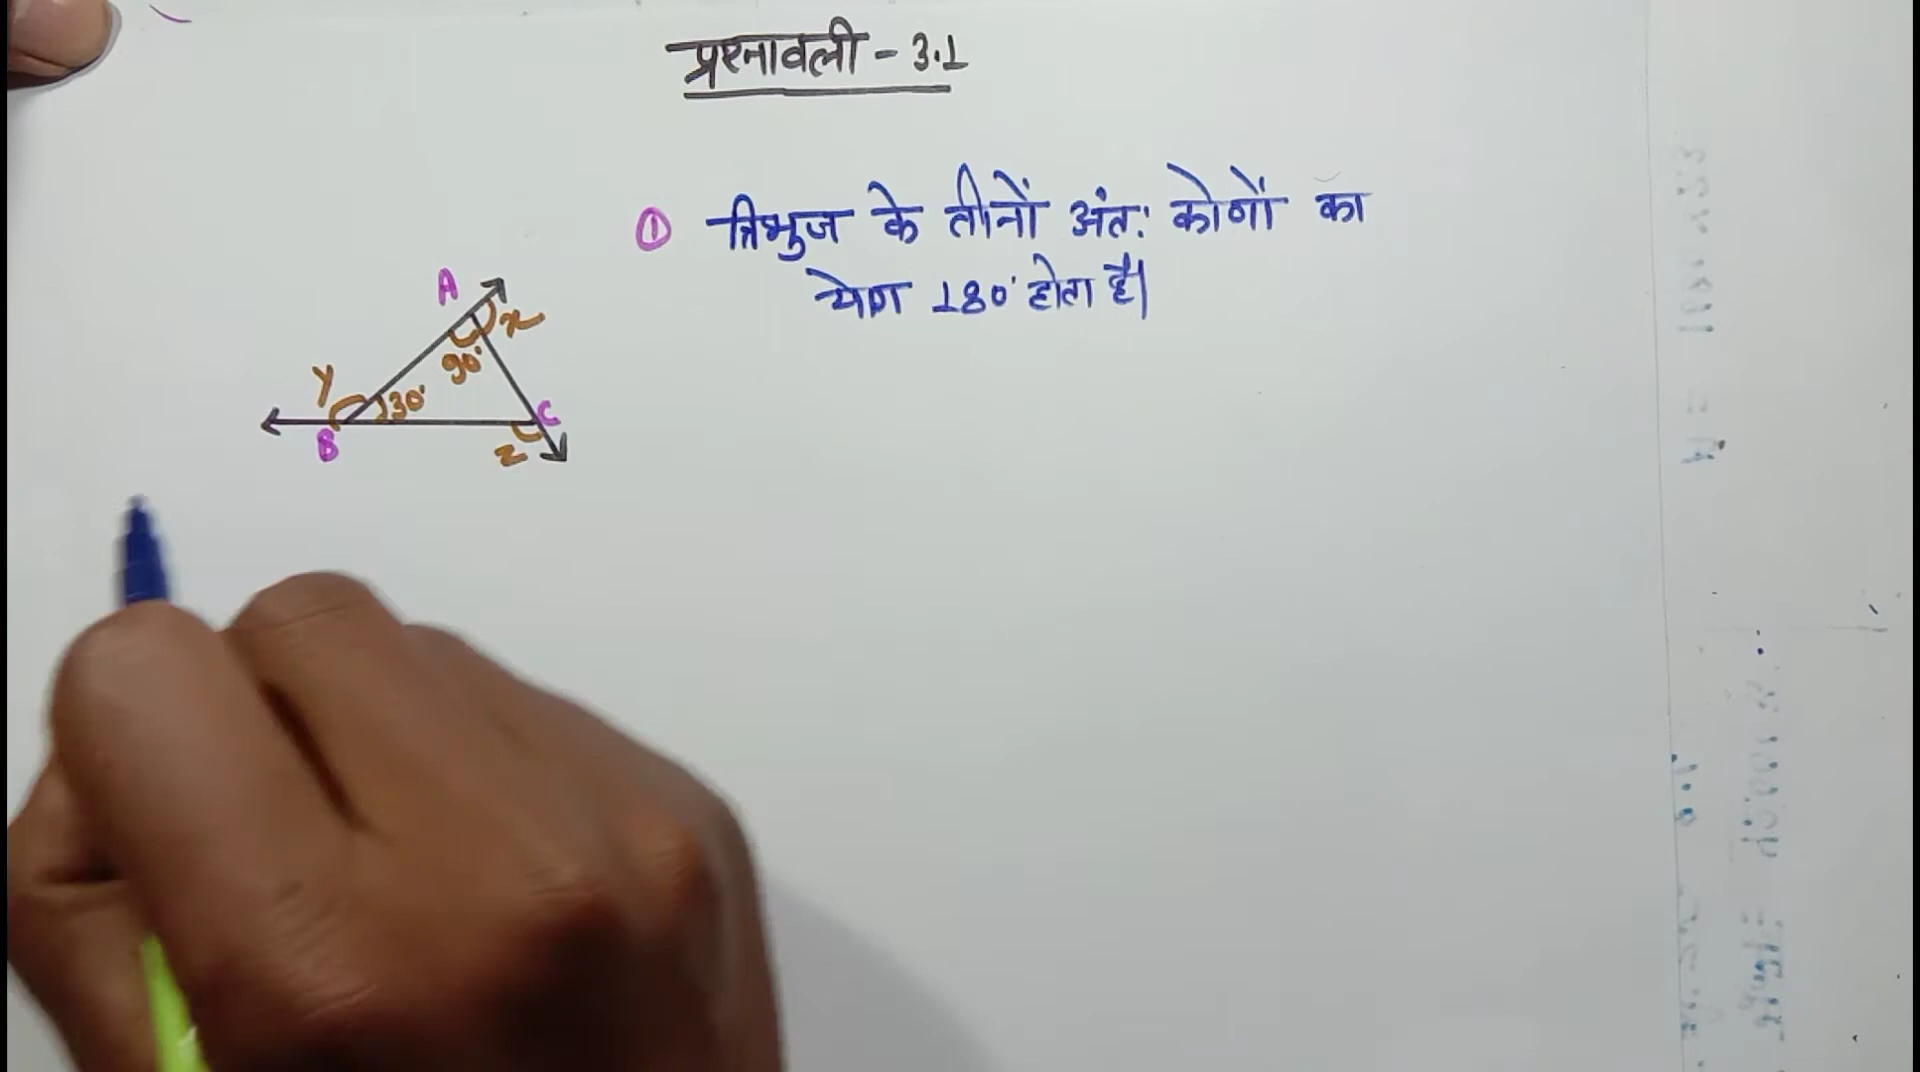 प्रश्नावली - 3.1
① त्रिभुज के तीनों अंत: कोणों का
योग 180° होता है।
A
x
90°
y
30°
B
C
z